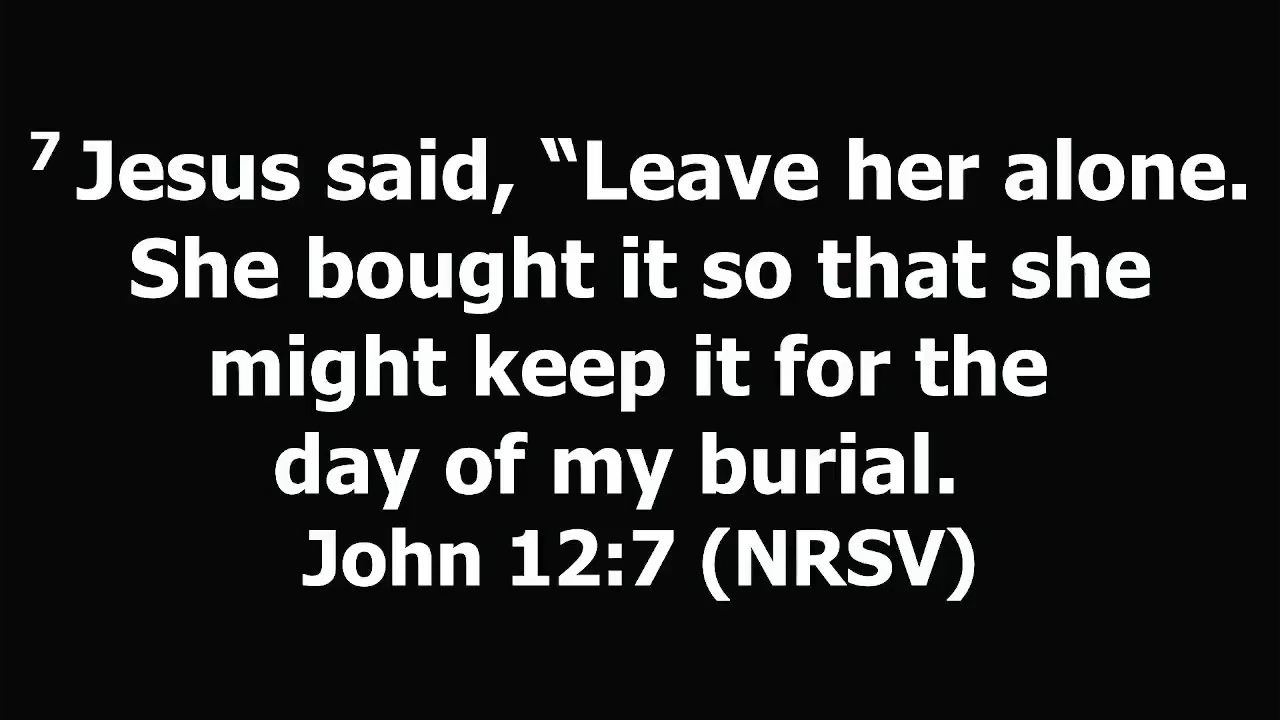 7 Jesus said, “Leave her alone.
She bought it so that she
might keep it for the
day of my burial.
John 12:7 (NRSV)